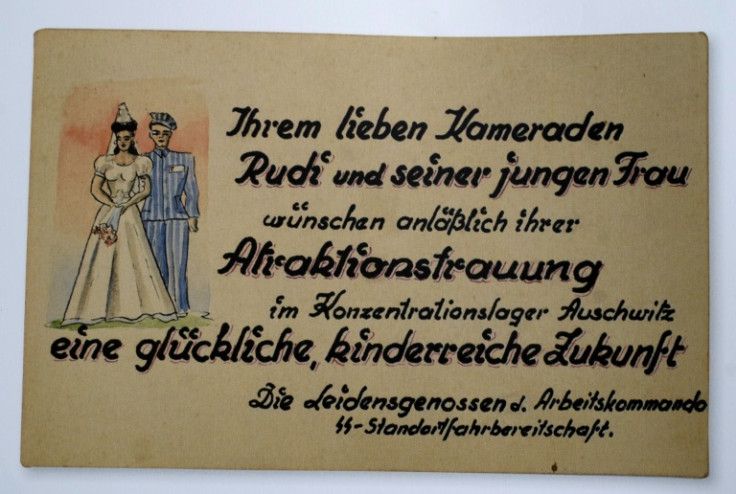 Ihrem lieben Kameraden
Rudi und seiner jungen Frau
wünschen anläßlich ihrer
Atraktionstrauung
im Konzentrationslager Auschwitz
eine glückliche, kinderreiche Zukunft
Die Leidensgenossen d. Arbeitskommando
SS-Standortfahrbereitschaft.